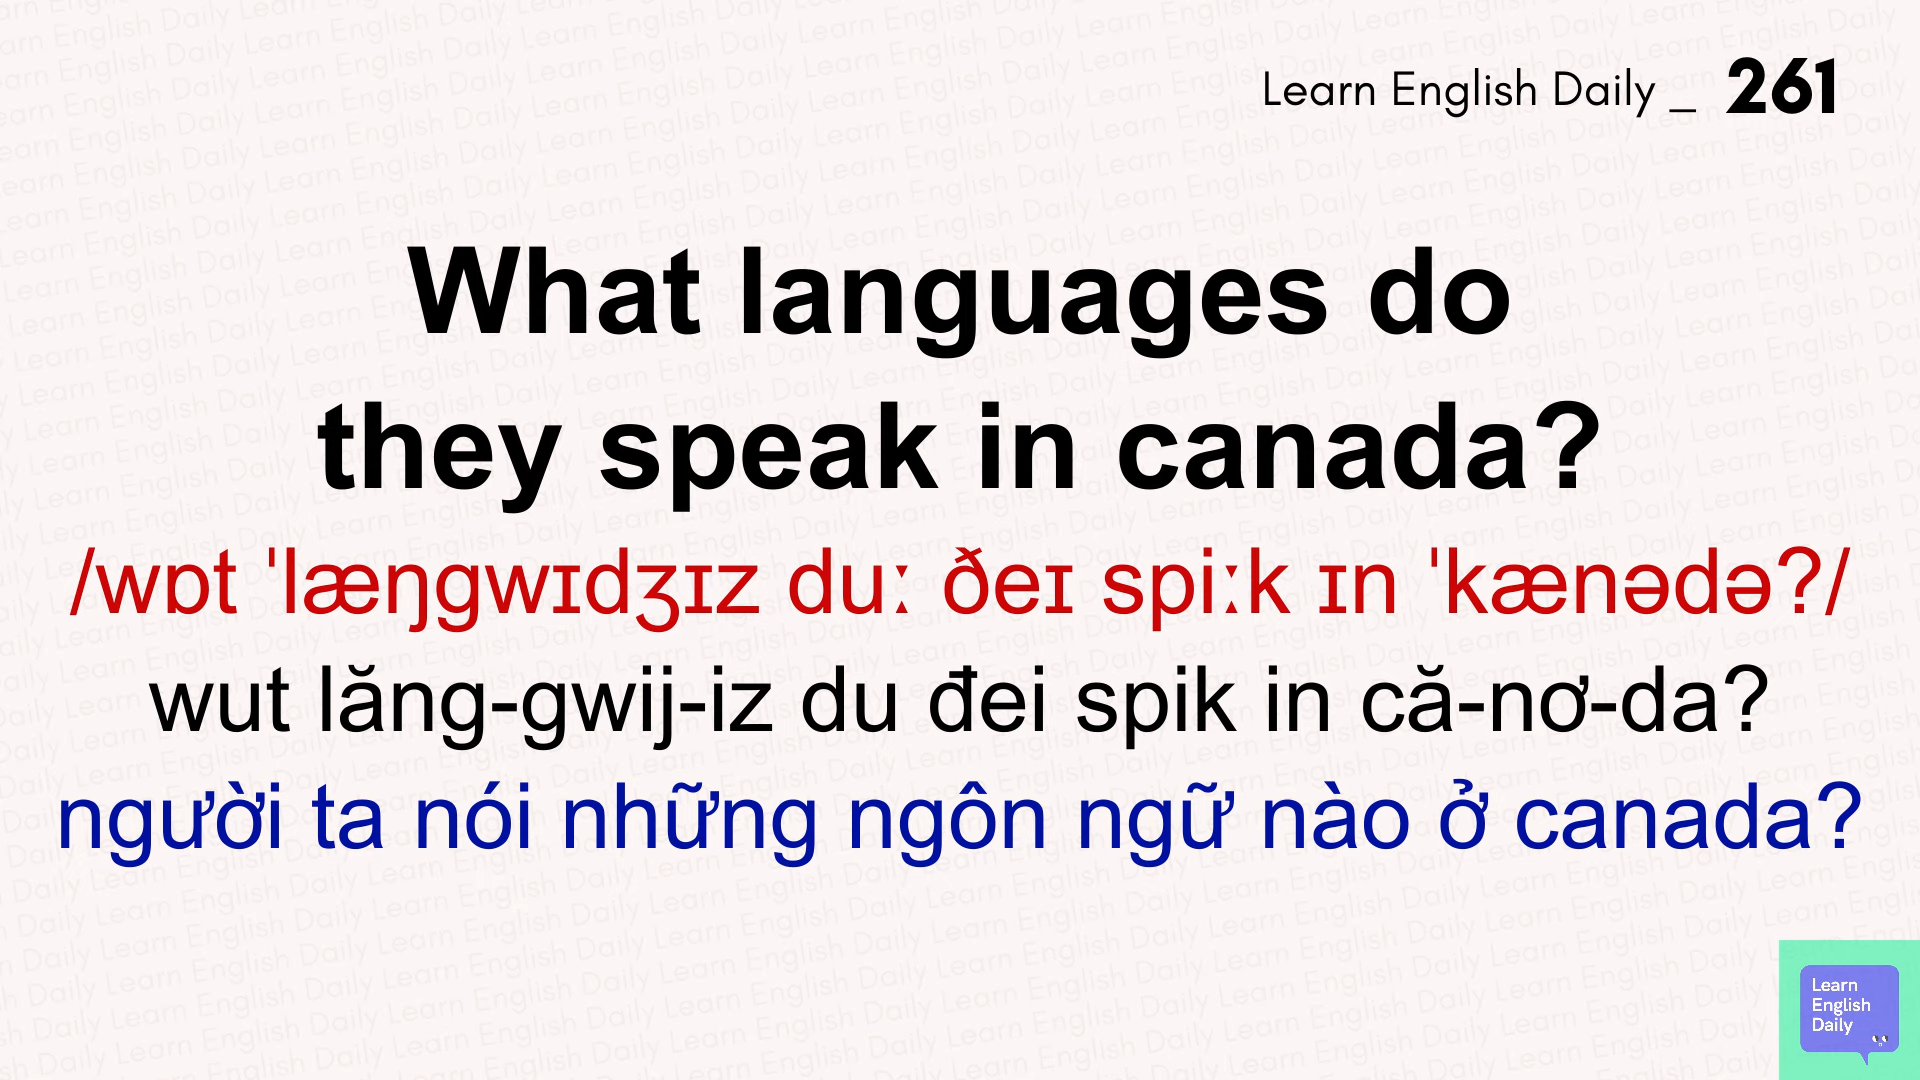 Learn English Daily _ 261
What languages do
they speak in canada?
/wɒt ˈlæŋgwɪdʒɪz duː ðeɪ spiːk ɪn ˈkænədə?/
wut lăng-gwij-iz du đei spik in că-nơ-da?
người ta nói những ngôn ngữ nào ở canada?
Learn
English
Daily